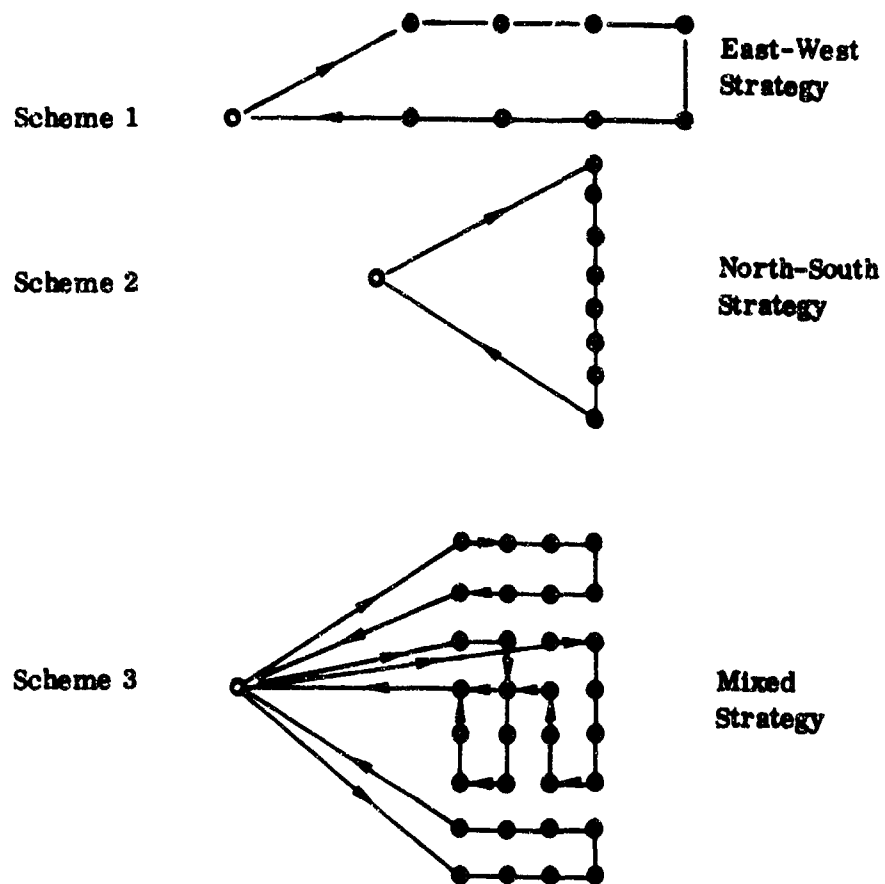 East-West
Strategy
Scheme 1
Scheme 2
North-South
Strategy
Scheme 3
Mixed
Strategy